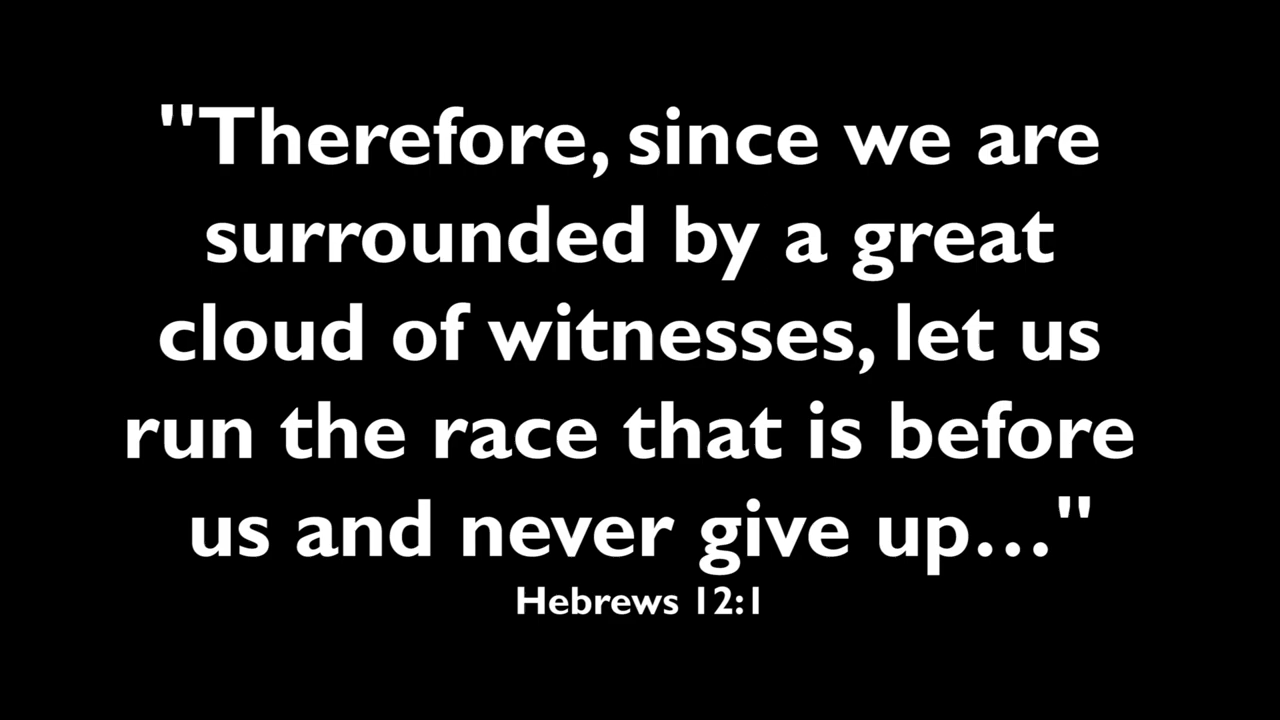 "Therefore, since we are
surrounded by a great
cloud of witnesses, let us
run the race that is before
us and never give up..."
Hebrews 12:1